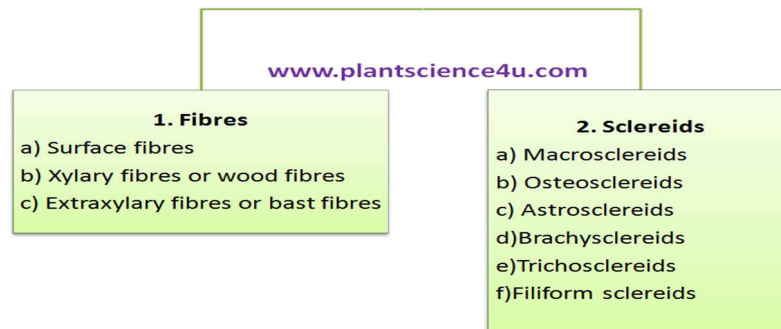 www.plantscience4u.com
1. Fibres
a) Surface fibres
b) Xylary fibres or wood fibres
c) Extraxylary fibres or bast fibres
2. Sclereids
a) Macrosclereids
b) Osteosclereids
c) Astrosclereids
d)Brachysclereids
e)Trichosclereids
f)Filiform sclereids